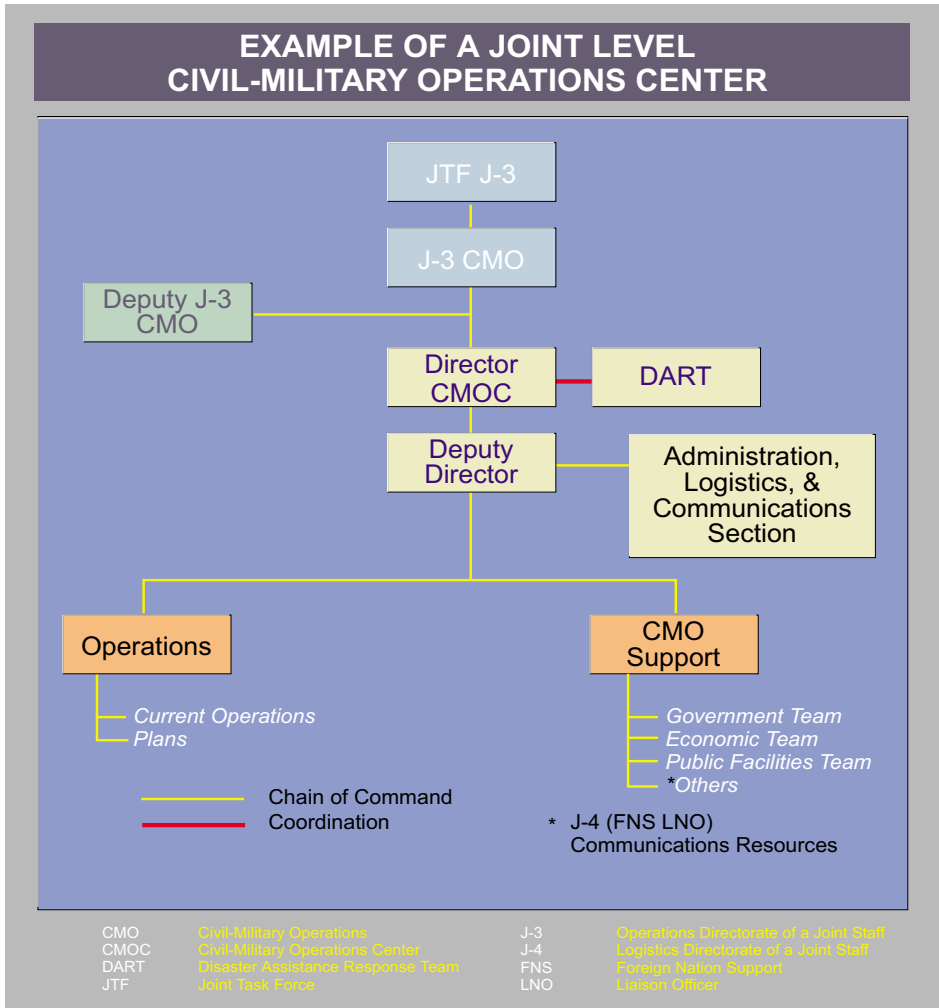 EXAMPLE OF A JOINT LEVEL
CIVIL-MILITARY OPERATIONS CENTER
JTF J-3
J-3 CMO
Deputy J-3
CMO
Director
CMOC
DART
Deputy
Director
Administration,
Logistics, &
Communications
Section
Operations
CMO
Support
Current Operations
Plans
Government Team
Economic Team
Public Facilities Team
*Others
Chain of Command
Coordination
* J-4 (FNS LNO)
Communications Resources
CMO Civil-Military Operations
CMOC Civil-Military Operations Center
DART Disaster Assistance Response Team
JTF Joint Task Force
J-3 Operations Directorate of a Joint Staff
J-4 Logistics Directorate of a Joint Staff
FNS Foreign Nation Support
LNO Liaison Officer